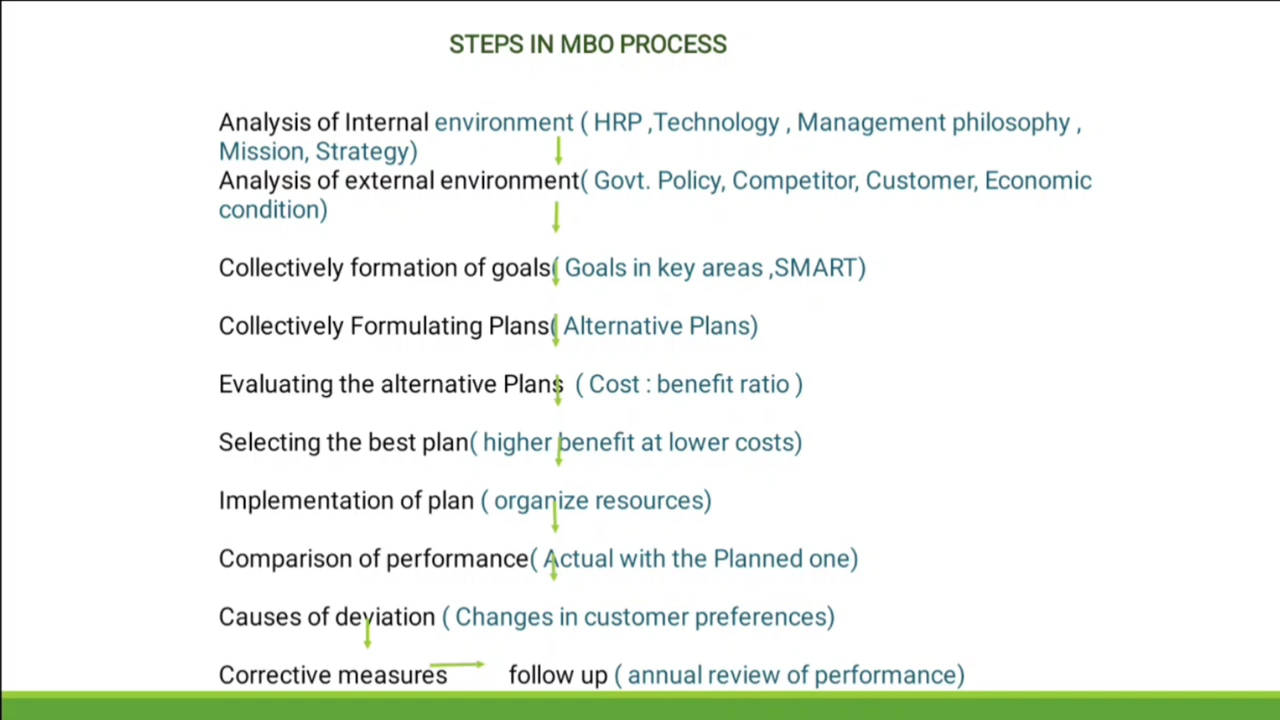 STEPS IN MBO PROCESS
Analysis of Internal environment ( HRP ,Technology , Management philosophy ,
Mission, Strategy)
Analysis of external environment( Govt. Policy, Competitor, Customer, Economic
condition)
Collectively formation of goals( Goals in key areas ,SMART)
Collectively Formulating Plans( Alternative Plans)
Evaluating the alternative Plans ( Cost : benefit ratio )
Selecting the best plan( higher benefit at lower costs)
Implementation of plan ( organize resources)
Comparison of performance( Actual with the Planned one)
Causes of deviation ( Changes in customer preferences)
Corrective measures follow up ( annual review of performance)